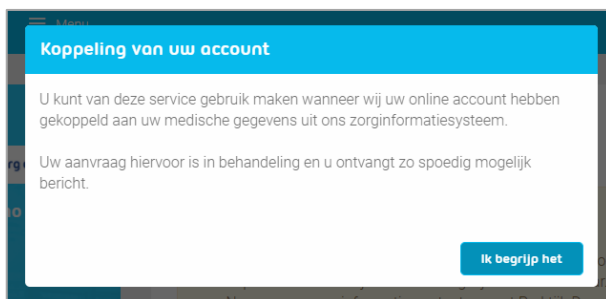 Menu
Koppeling van uw account
U kunt van deze service gebruik maken wanneer wij uw online account hebben
gekoppeld aan uw medische gegevens uit ons zorginformatiesysteem.
Uw aanvraag hiervoor is in behandeling en u ontvangt zo spoedig mogelijk
bericht.
Ik begrijp het